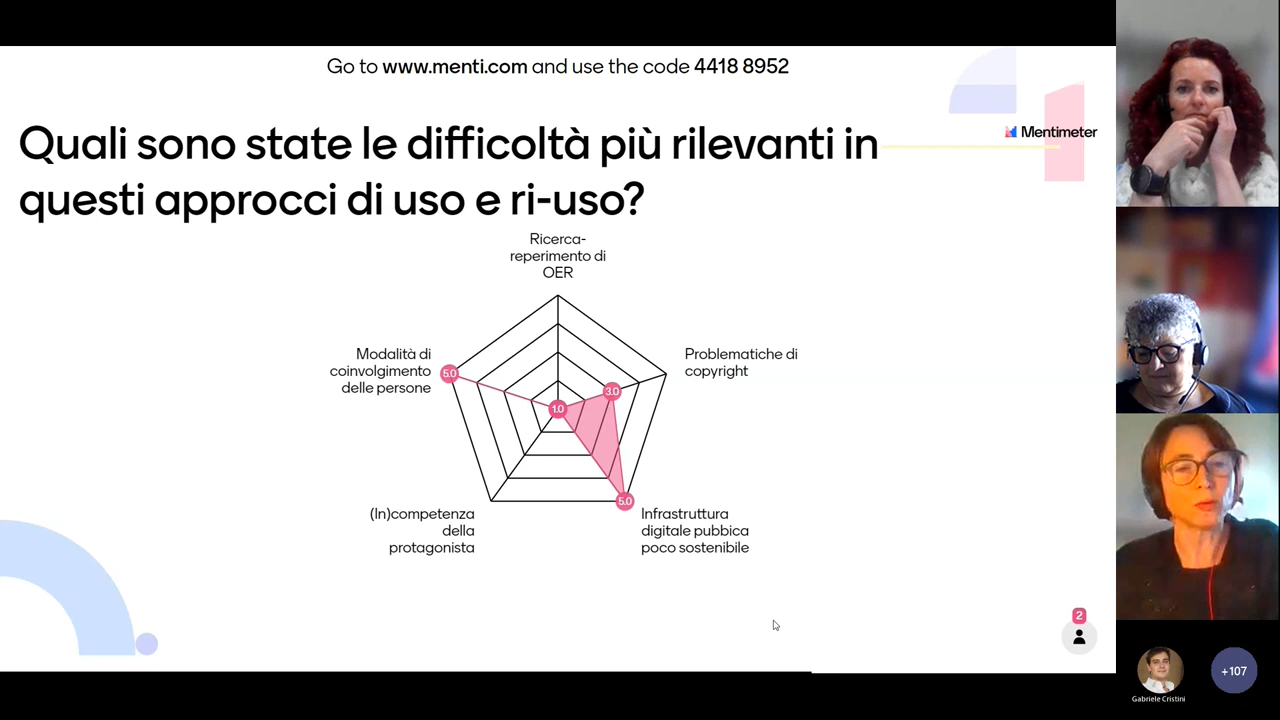 Go to www.menti.com and use the code 4418 8952
Mentimeter
Quali sono state le difficoltà più rilevanti in
questi approcci di uso e ri-uso?
Ricerca-
reperimento di
OER
Modalità di
coinvolgimento
delle persone
5.0
Problematiche di
copyright
3.0
1.0
5.0
(In)competenza
della
protagonista
Infrastruttura
digitale pubbica
poco sostenibile
2
Gabriele Cristini
+107